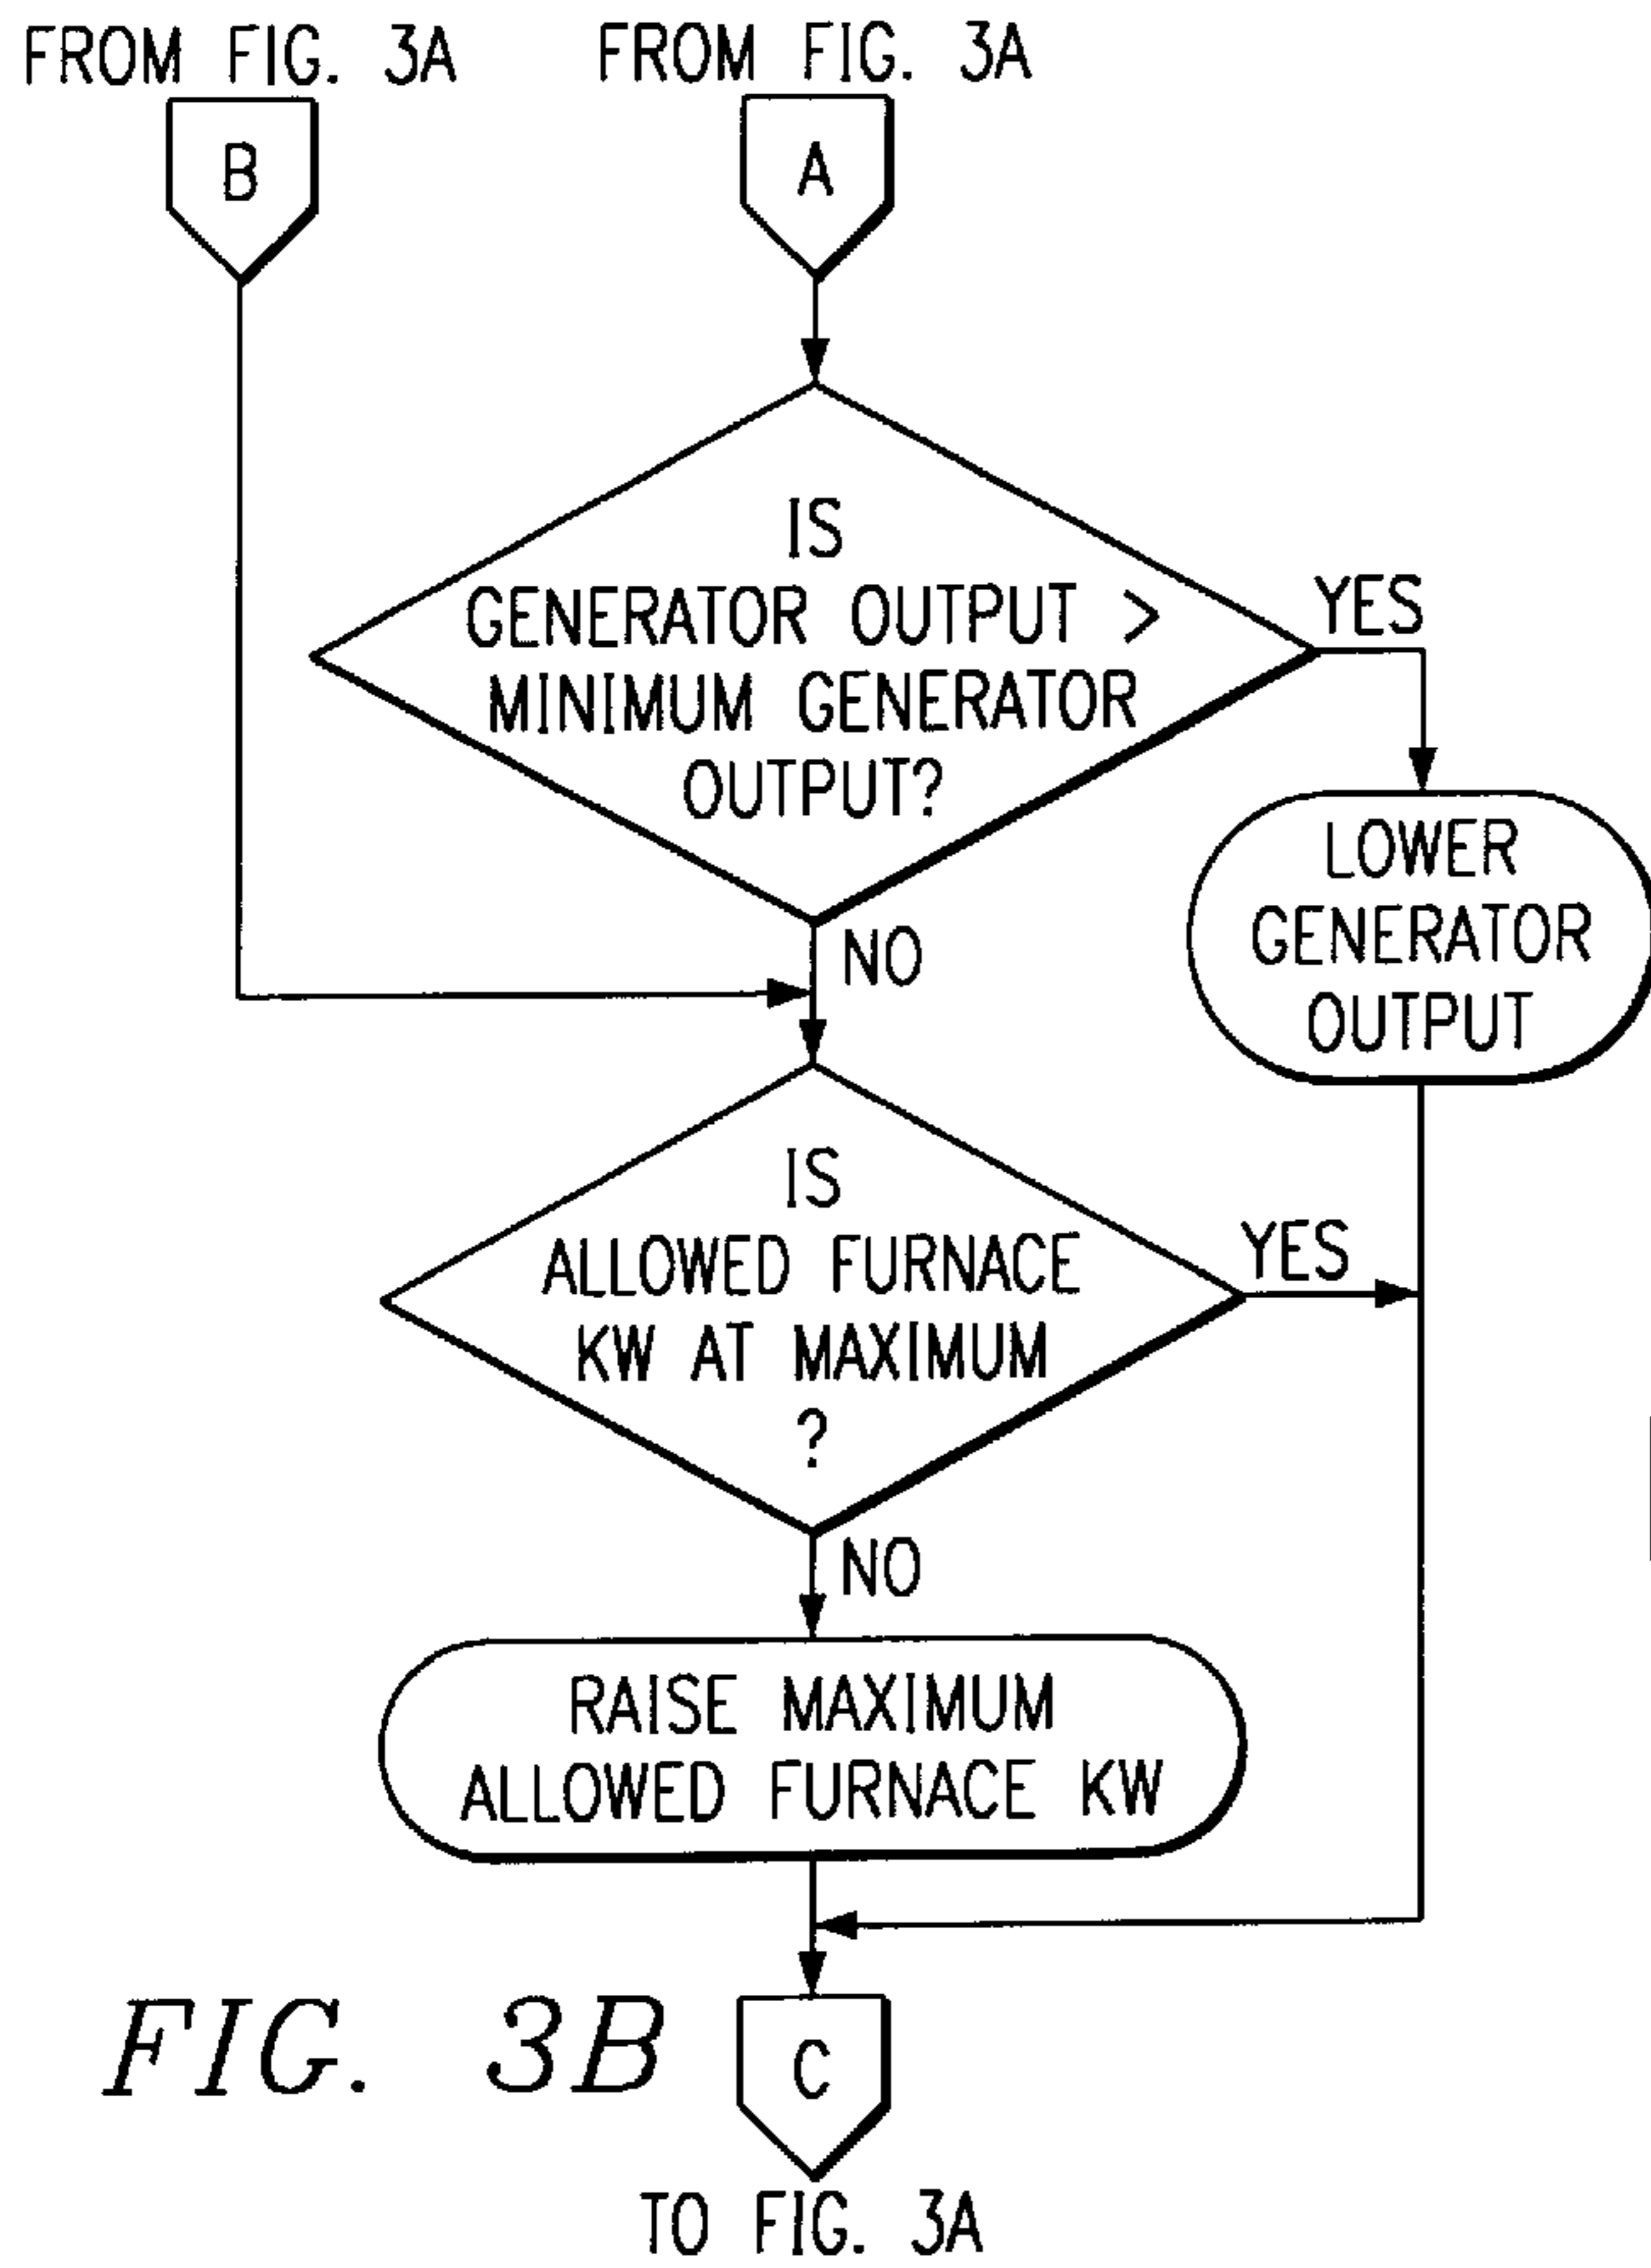 FROM FIG. 3A
FROM FIG. 3A
B
A
IS
GENERATOR OUTPUT >
MINIMUM GENERATOR
OUTPUT?
YES
LOWER
GENERATOR
OUTPUT
NO
IS
ALLOWED FURNACE
KW AT MAXIMUM
?
YES
NO
RAISE MAXIMUM
ALLOWED FURNACE KW
FIG. 3B
C
TO FIG. 3A